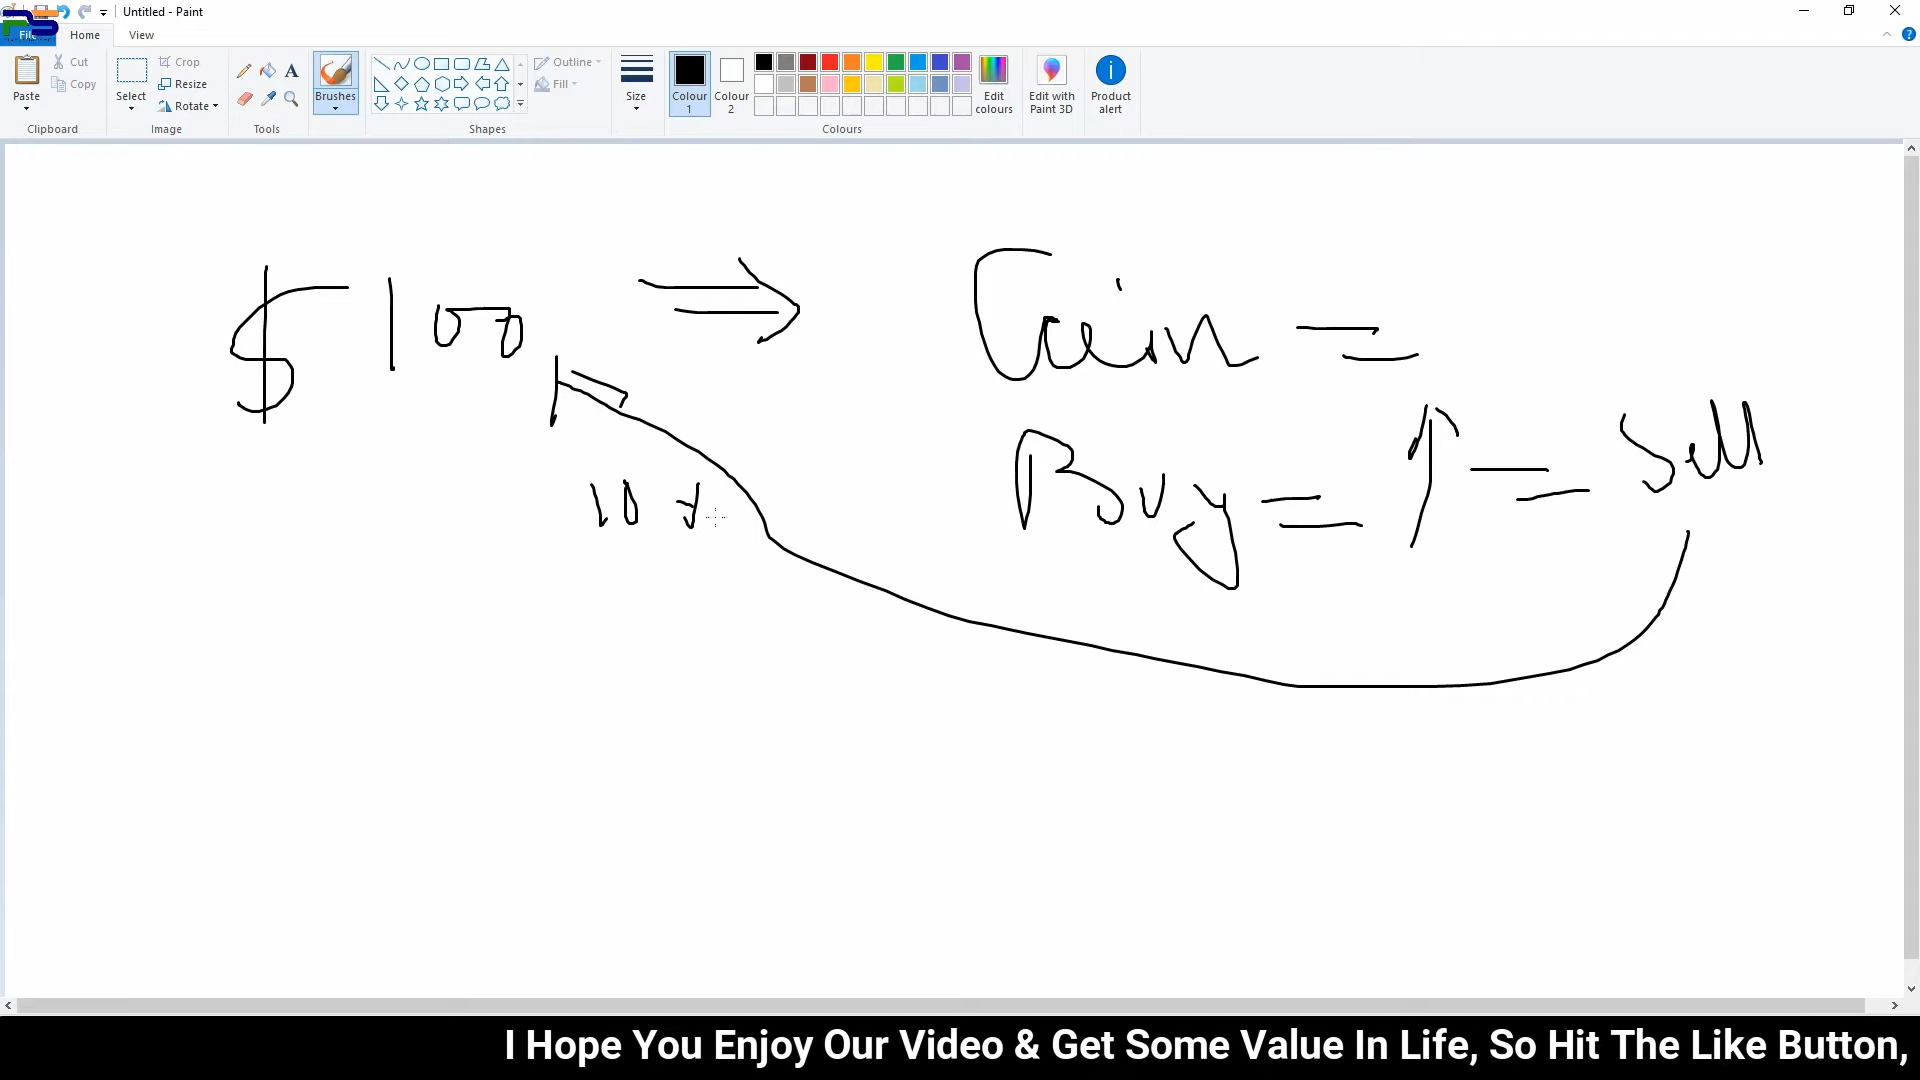 Untitled - Paint
File Home View
Cut
Copy
Paste
Clipboard
Select
Crop
Resize
Rotate
Image
Tools
Brushes
Outline
Fill
Shapes
Size
Colour 1
Colour 2
Edit colours
Colours
Edit with Paint 3D
Product alert
$ 100
=
Buy = = Sell
10
I Hope You Enjoy Our Video & Get Some Value In Life, So Hit The Like Button,